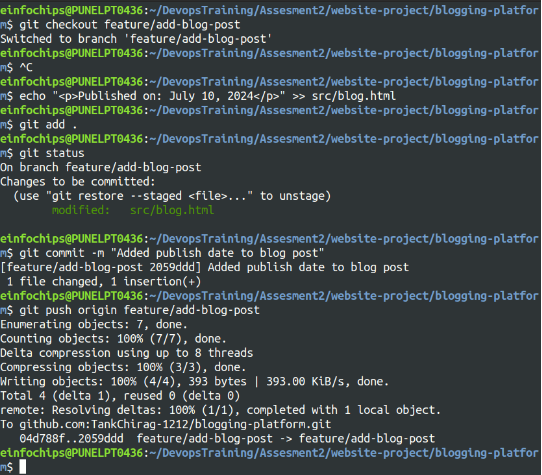 einfochips@PUNELPT0436:~/DevopsTraining/Assesment2/website-project/blogging-platfor
m$ git checkout feature/add-blog-post
Switched to branch 'feature/add-blog-post'
einfochips@PUNELPT0436:~/DevopsTraining/Assesment2/website-project/blogging-platfor
m$ ^C
einfochips@PUNELPT0436:~/DevopsTraining/Assesment2/website-project/blogging-platfor
m$ echo "<p>Published on: July 10, 2024</p>" >> src/blog.html
einfochips@PUNELPT0436:~/DevopsTraining/Assesment2/website-project/blogging-platfor
m$ git add .
einfochips@PUNELPT0436:~/DevopsTraining/Assesment2/website-project/blogging-platfor
m$ git status
On branch feature/add-blog-post
Changes to be committed:
  (use "git restore --staged <file>..." to unstage)
        modified:   src/blog.html

einfochips@PUNELPT0436:~/DevopsTraining/Assesment2/website-project/blogging-platfor
m$ git commit -m "Added publish date to blog post"
[feature/add-blog-post 2059ddd] Added publish date to blog post
 1 file changed, 1 insertion(+)
einfochips@PUNELPT0436:~/DevopsTraining/Assesment2/website-project/blogging-platfor
m$ git push origin feature/add-blog-post
Enumerating objects: 7, done.
Counting objects: 100% (7/7), done.
Delta compression using up to 8 threads
Compressing objects: 100% (3/3), done.
Writing objects: 100% (4/4), 393 bytes | 393.00 KiB/s, done.
Total 4 (delta 1), reused 0 (delta 0)
remote: Resolving deltas: 100% (1/1), completed with 1 local object.
To github.com:TankChirag-1212/blogging-platform.git
   04d788f..2059ddd  feature/add-blog-post -> feature/add-blog-post
einfochips@PUNELPT0436:~/DevopsTraining/Assesment2/website-project/blogging-platfor
m$